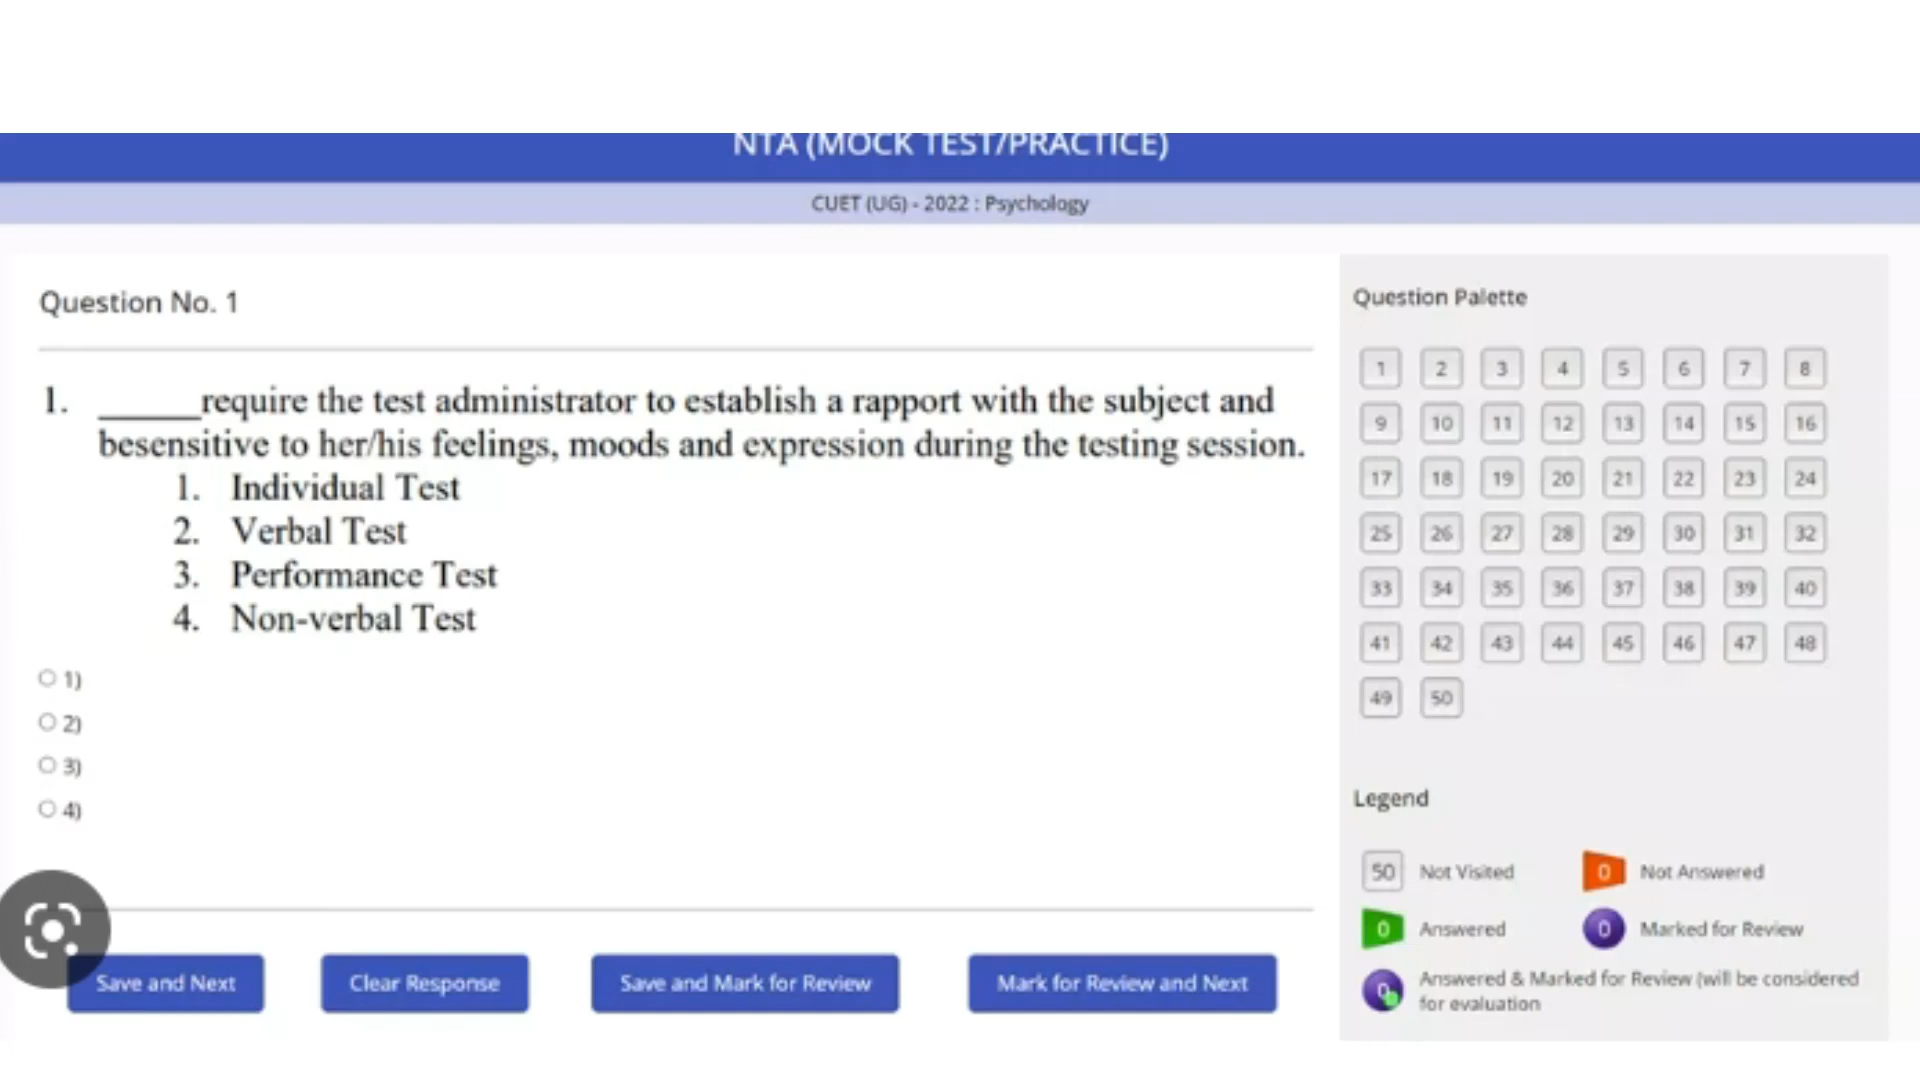 NTA (MOCK TEST/PRACTICE)
CUET (UG) - 2022 : Psychology
Question No. 1
1. ______require the test administrator to establish a rapport with the subject and
besensitive to her/his feelings, moods and expression during the testing session.
1. Individual Test
2. Verbal Test
3. Performance Test
4. Non-verbal Test
1)
2)
3)
4)
Save and Next
Clear Response
Save and Mark for Review
Mark for Review and Next
Question Palette
1 2 3 4 5 6 7 8
9 10 11 12 13 14 15 16
17 18 19 20 21 22 23 24
25 26 27 28 29 30 31 32
33 34 35 36 37 38 39 40
41 42 43 44 45 46 47 48
49 50
Legend
50 Not Visited
0 Not Answered
0 Answered
0 Marked for Review
0 Answered & Marked for Review (will be considered
for evaluation